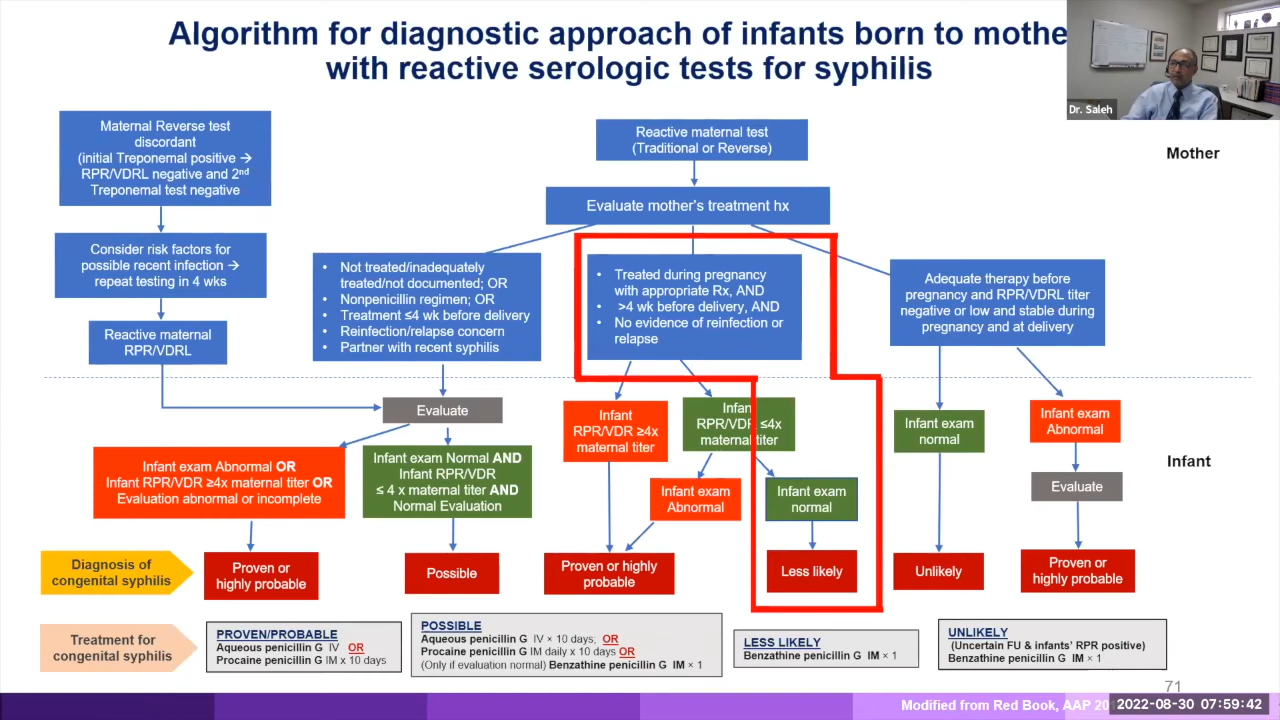 Algorithm for diagnostic approach of infants born to mothe
with reactive serologic tests for syphilis
Dr. Saleh
Maternal Reverse test
discordant
(initial Treponemal positive →
RPR/VDRL negative and 2nd
Treponemal test negative
Reactive maternal test
(Traditional or Reverse)
Mother
Evaluate mother's treatment hx
Consider risk factors for
possible recent infection →
repeat testing in 4 wks
• Not treated/inadequately
treated/not documented; OR
• Nonpenicillin regimen; OR
• Treatment ≤4 wk before delivery
• Reinfection/relapse concern
• Partner with recent syphilis
• Treated during pregnancy
with appropriate Rx, AND
• >4 wk before delivery, AND
• No evidence of reinfection or
relapse
Adequate therapy before
pregnancy and RPR/VDRL titer
negative or low and stable during
pregnancy and at delivery
Reactive maternal
RPR/VDRL
Evaluate
Infant
RPR/VDR ≥4x
maternal titer
Infant
RPR/VDR ≤4x
maternal titer
Infant exam
normal
Infant exam
Abnormal
Infant
Infant exam Abnormal OR
Infant RPR/VDR ≥4x maternal titer OR
Evaluation abnormal or incomplete
Infant exam Normal AND
Infant RPR/VDR
≤ 4 x maternal titer AND
Normal Evaluation
Infant exam
Abnormal
Infant exam
normal
Evaluate
Diagnosis of
congenital syphilis
Proven or
highly probable
Possible
Proven or highly
probable
Less likely
Unlikely
Proven or
highly probable
Treatment for
congenital syphilis
PROVEN/PROBABLE
Aqueous penicillin G IV OR
Procaine penicillin G IM x 10 days
POSSIBLE
Aqueous penicillin G IV × 10 days; OR
Procaine penicillin G IM daily x 10 days OR
(Only if evaluation normal) Benzathine penicillin G IM × 1
LESS LIKELY
Benzathine penicillin G IM × 1
UNLIKELY
(Uncertain FU & infants' RPR positive)
Benzathine penicillin G IM × 1
71
Modified from Red Book, AAP
2022-08-30 07:59:42